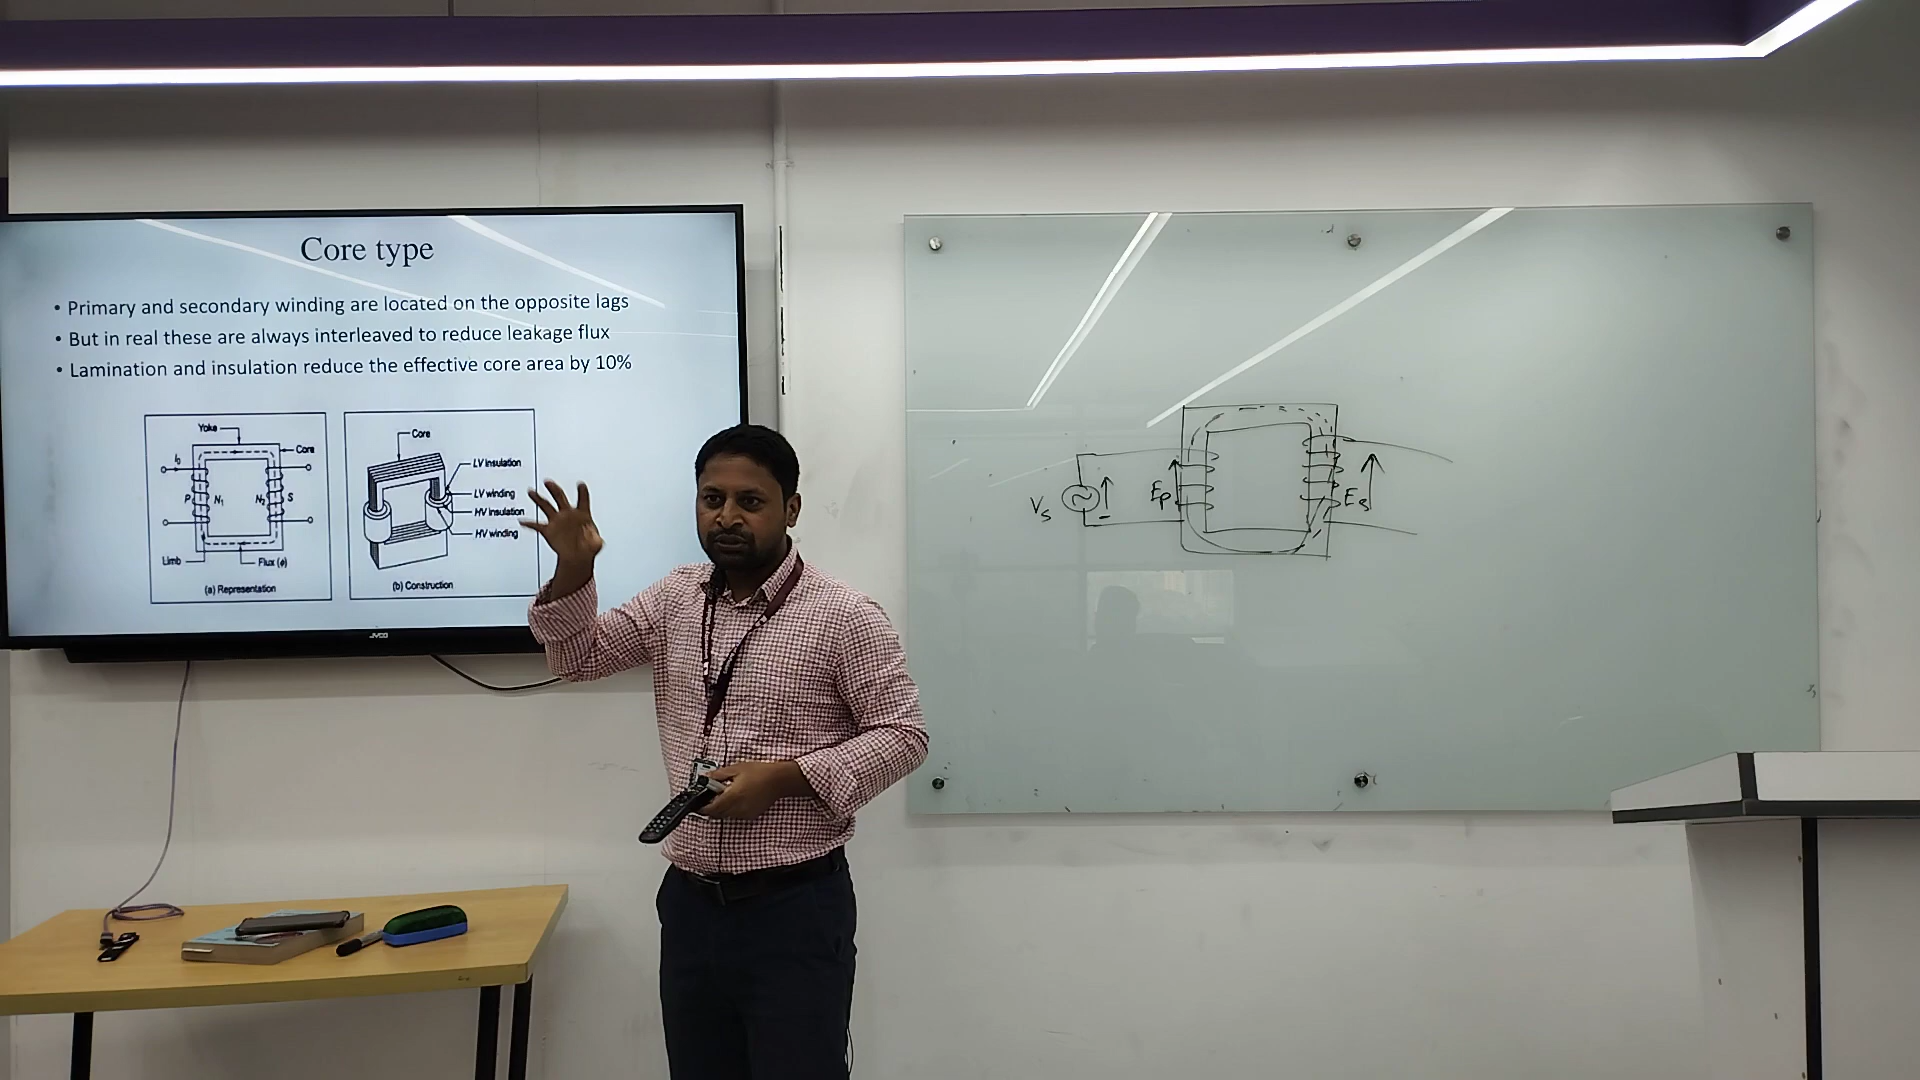 Core type
• Primary and secondary winding are located on the opposite lags
• But in real these are always interleaved to reduce leakage flux
• Lamination and insulation reduce the effective core area by 10%
Yoke
Core
I₀
P
N₁
N₂
S
Limb
Flux (ϕ)
(a) Representation
Core
LV insulation
LV winding
HV insulation
HV winding
(b) Construction
JVCO
Vs
Ep
Es